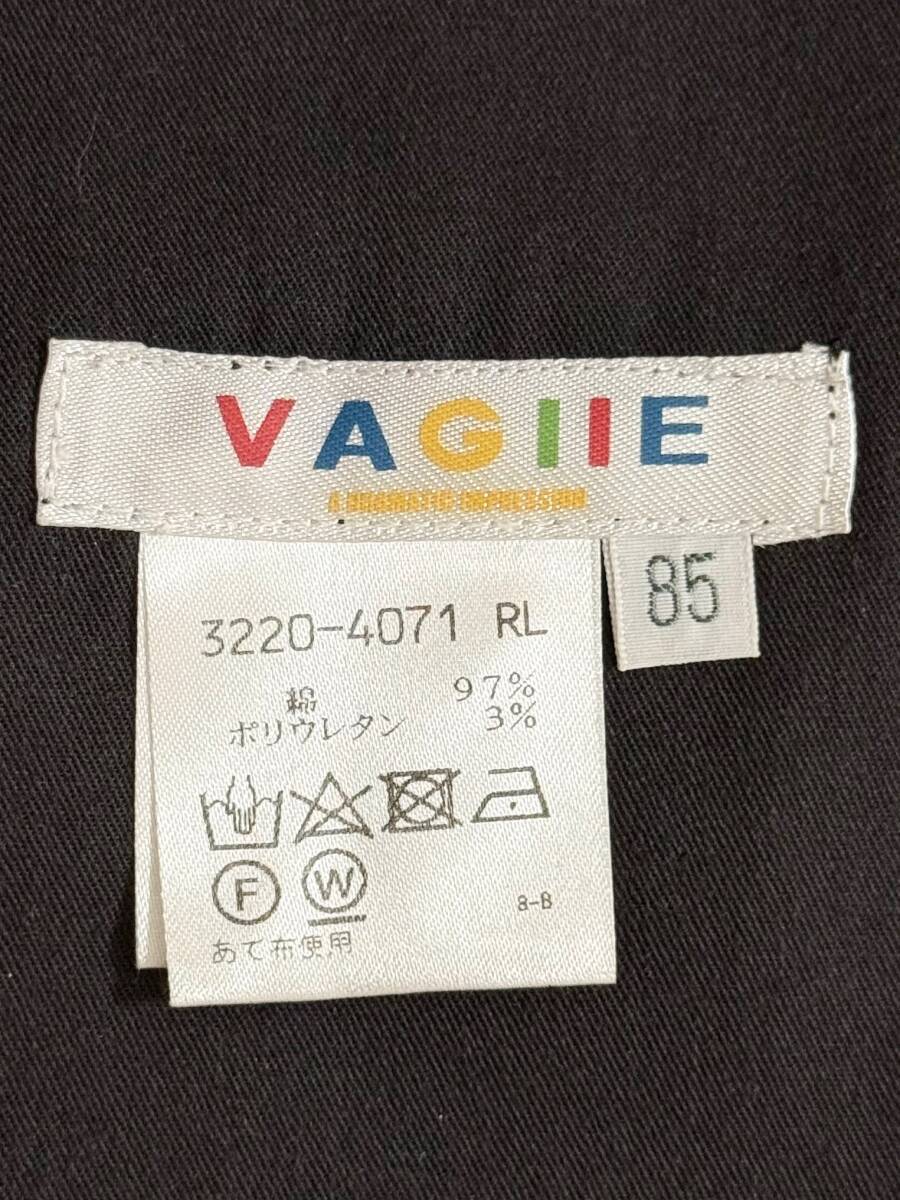 VAGIIE
A DRAMATIC IMPRESSION
85
3220-4071 RL
綿 97%
ポリウレタン 3%
F W
8-B
あて布使用